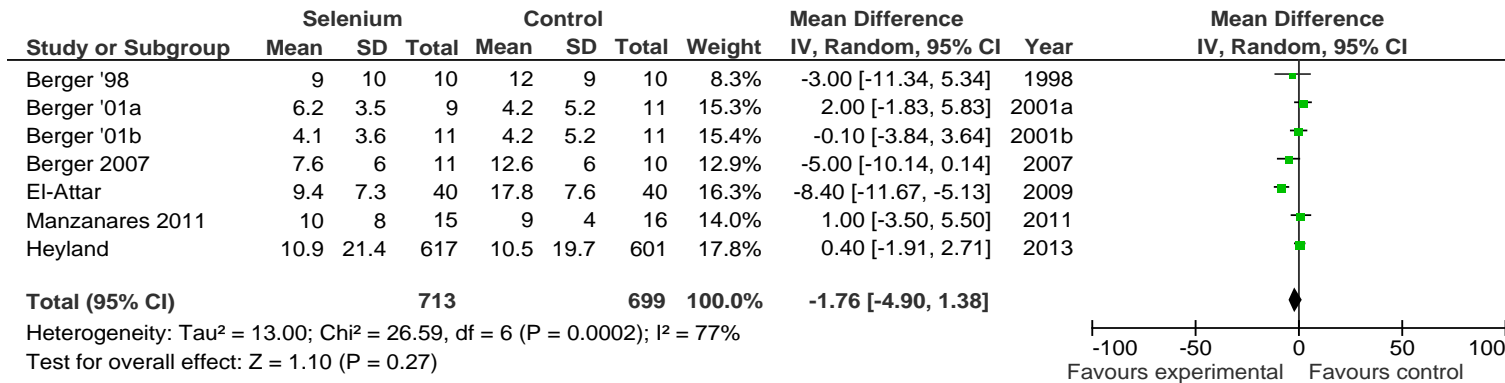 Selenium Control Mean Difference Mean Difference
Study or Subgroup Mean SD Total Mean SD Total Weight IV, Random, 95% CI Year IV, Random, 95% CI
Berger '98 9 10 10 12 9 10 8.3% -3.00 [-11.34, 5.34] 1998
Berger '01a 6.2 3.5 9 4.2 5.2 11 15.3% 2.00 [-1.83, 5.83] 2001a
Berger '01b 4.1 3.6 11 4.2 5.2 11 15.4% -0.10 [-3.84, 3.64] 2001b
Berger 2007 7.6 6 11 12.6 6 10 12.9% -5.00 [-10.14, 0.14] 2007
El-Attar 9.4 7.3 40 17.8 7.6 40 16.3% -8.40 [-11.67, -5.13] 2009
Manzanares 2011 10 8 15 9 4 16 14.0% 1.00 [-3.50, 5.50] 2011
Heyland 10.9 21.4 617 10.5 19.7 601 17.8% 0.40 [-1.91, 2.71] 2013
Total (95% CI) 713 699 100.0% -1.76 [-4.90, 1.38]
Heterogeneity: Tau² = 13.00; Chi² = 26.59, df = 6 (P = 0.0002); I² = 77%
Test for overall effect: Z = 1.10 (P = 0.27)
-100 -50 0 50 100
Favours experimental Favours control